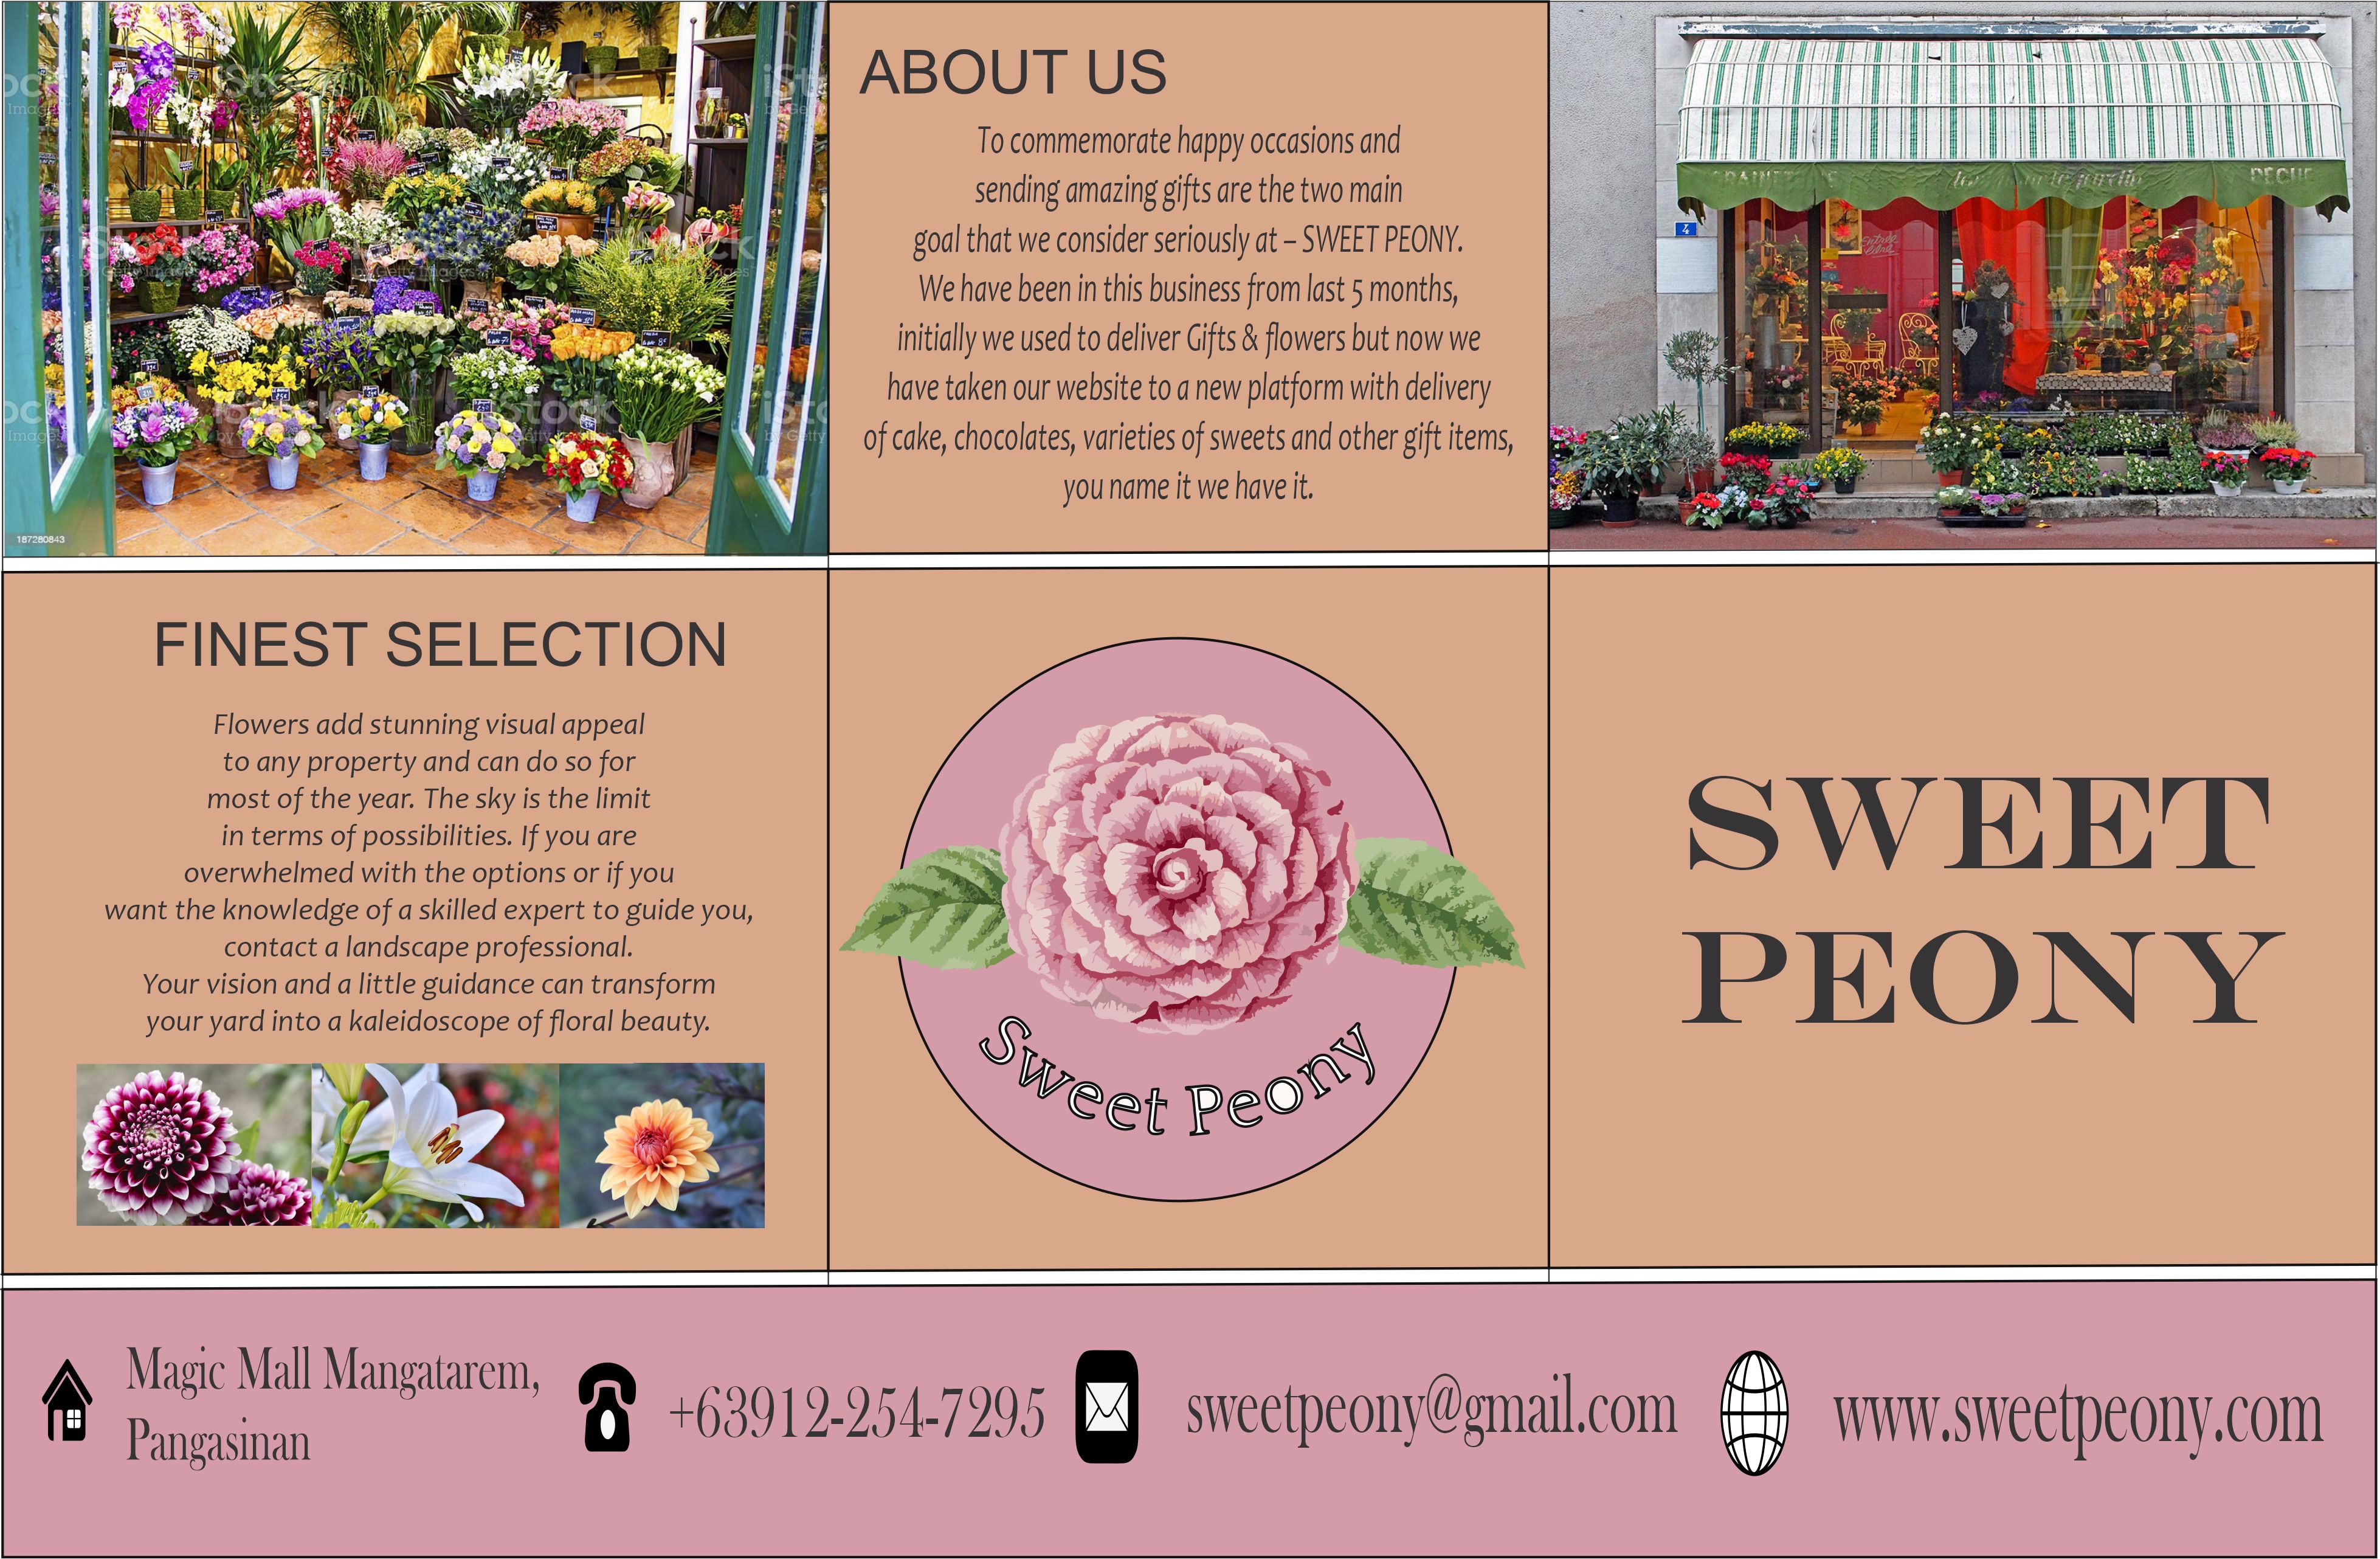 iStock
by Getty Images
187280843
ABOUT US
To commemorate happy occasions and
sending amazing gifts are the two main
goal that we consider seriously at – SWEET PEONY.
We have been in this business from last 5 months,
initially we used to deliver Gifts & flowers but now we
have taken our website to a new platform with delivery
of cake, chocolates, varieties of sweets and other gift items,
you name it we have it.
FINEST SELECTION
Flowers add stunning visual appeal
to any property and can do so for
most of the year. The sky is the limit
in terms of possibilities. If you are
overwhelmed with the options or if you
want the knowledge of a skilled expert to guide you,
contact a landscape professional.
Your vision and a little guidance can transform
your yard into a kaleidoscope of floral beauty.
Sweet Peony
SWEET
PEONY
Magic Mall Mangatarem,
Pangasinan
+63912-254-7295
sweetpeony@gmail.com
www.sweetpeony.com